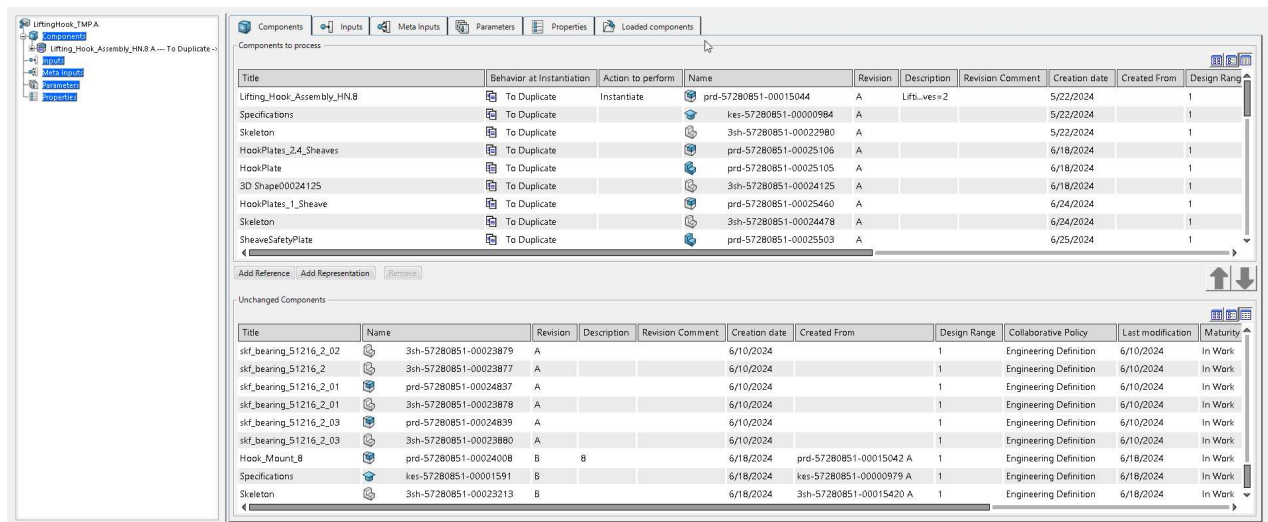 LiftingHook_TMP A
Components
Lifting_Hook_Assembly_HN.8 A --- To Duplicate ->
Inputs
Meta Inputs
Parameters
Properties
Components Inputs Meta Inputs Parameters Properties Loaded components
Components to process
Title Behavior at Instantiation Action to perform Name Revision Description Revision Comment Creation date Created From Design Rang
Lifting_Hook_Assembly_HN.8 To Duplicate Instantiate prd-57280851-00015044 A Lifti...ves=2 5/22/2024 1
Specifications To Duplicate kes-57280851-00000984 A 5/22/2024 1
Skeleton To Duplicate 3sh-57280851-00022980 A 5/22/2024 1
HookPlates_2,4_Sheaves To Duplicate prd-57280851-00025106 A 6/18/2024 1
HookPlate To Duplicate prd-57280851-00025105 A 6/18/2024 1
3D Shape00024125 To Duplicate 3sh-57280851-00024125 A 6/18/2024 1
HookPlates_1_Sheave To Duplicate prd-57280851-00025460 A 6/24/2024 1
Skeleton To Duplicate 3sh-57280851-00024478 A 6/24/2024 1
SheaveSafetyPlate To Duplicate prd-57280851-00025503 A 6/25/2024 1
Add Reference Add Representation Remove
Unchanged Components
Title Name Revision Description Revision Comment Creation date Created From Design Range Collaborative Policy Last modification Maturity
skf_bearing_51216_2_02 3sh-57280851-00023879 A 6/10/2024 1 Engineering Definition 6/10/2024 In Work
skf_bearing_51216_2 3sh-57280851-00023877 A 6/10/2024 1 Engineering Definition 6/10/2024 In Work
skf_bearing_51216_2_01 prd-57280851-00024837 A 6/10/2024 1 Engineering Definition 6/10/2024 In Work
skf_bearing_51216_2_01 3sh-57280851-00023878 A 6/10/2024 1 Engineering Definition 6/10/2024 In Work
skf_bearing_51216_2_03 prd-57280851-00024839 A 6/10/2024 1 Engineering Definition 6/10/2024 In Work
skf_bearing_51216_2_03 3sh-57280851-00023880 A 6/10/2024 1 Engineering Definition 6/10/2024 In Work
Hook_Mount_8 prd-57280851-00024008 B 8 6/18/2024 prd-57280851-00015042 A 1 Engineering Definition 6/18/2024 In Work
Specifications kes-57280851-00001591 B 6/18/2024 kes-57280851-00000979 A 1 Engineering Definition 6/18/2024 In Work
Skeleton 3sh-57280851-00023213 B 6/18/2024 3sh-57280851-00015420 A 1 Engineering Definition 6/18/2024 In Work